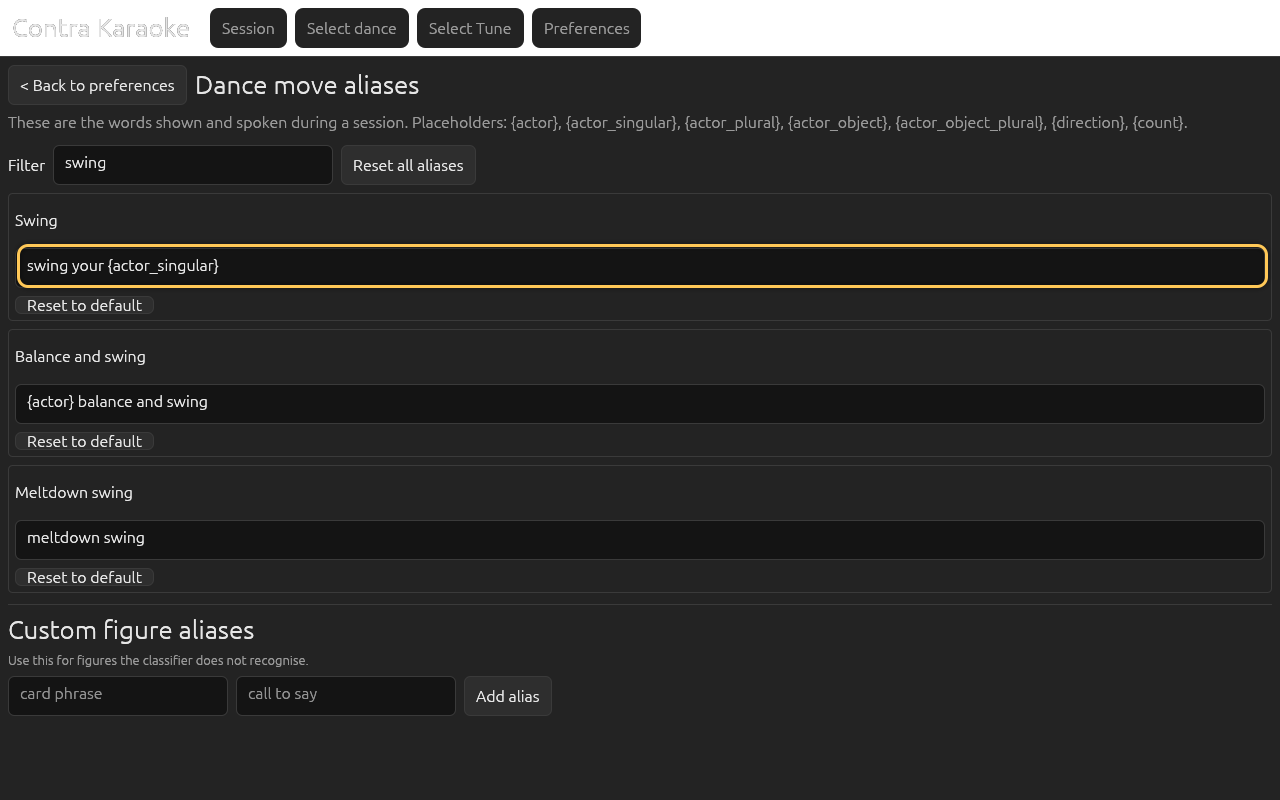 Contra Karaoke Session Select dance Select Tune Preferences
< Back to preferences Dance move aliases
These are the words shown and spoken during a session. Placeholders: {actor}, {actor_singular}, {actor_plural}, {actor_object}, {actor_object_plural}, {direction}, {count}.
Filter swing Reset all aliases
Swing
swing your {actor_singular}
Reset to default
Balance and swing
{actor} balance and swing
Reset to default
Meltdown swing
meltdown swing
Reset to default
Custom figure aliases
Use this for figures the classifier does not recognise.
card phrase call to say Add alias